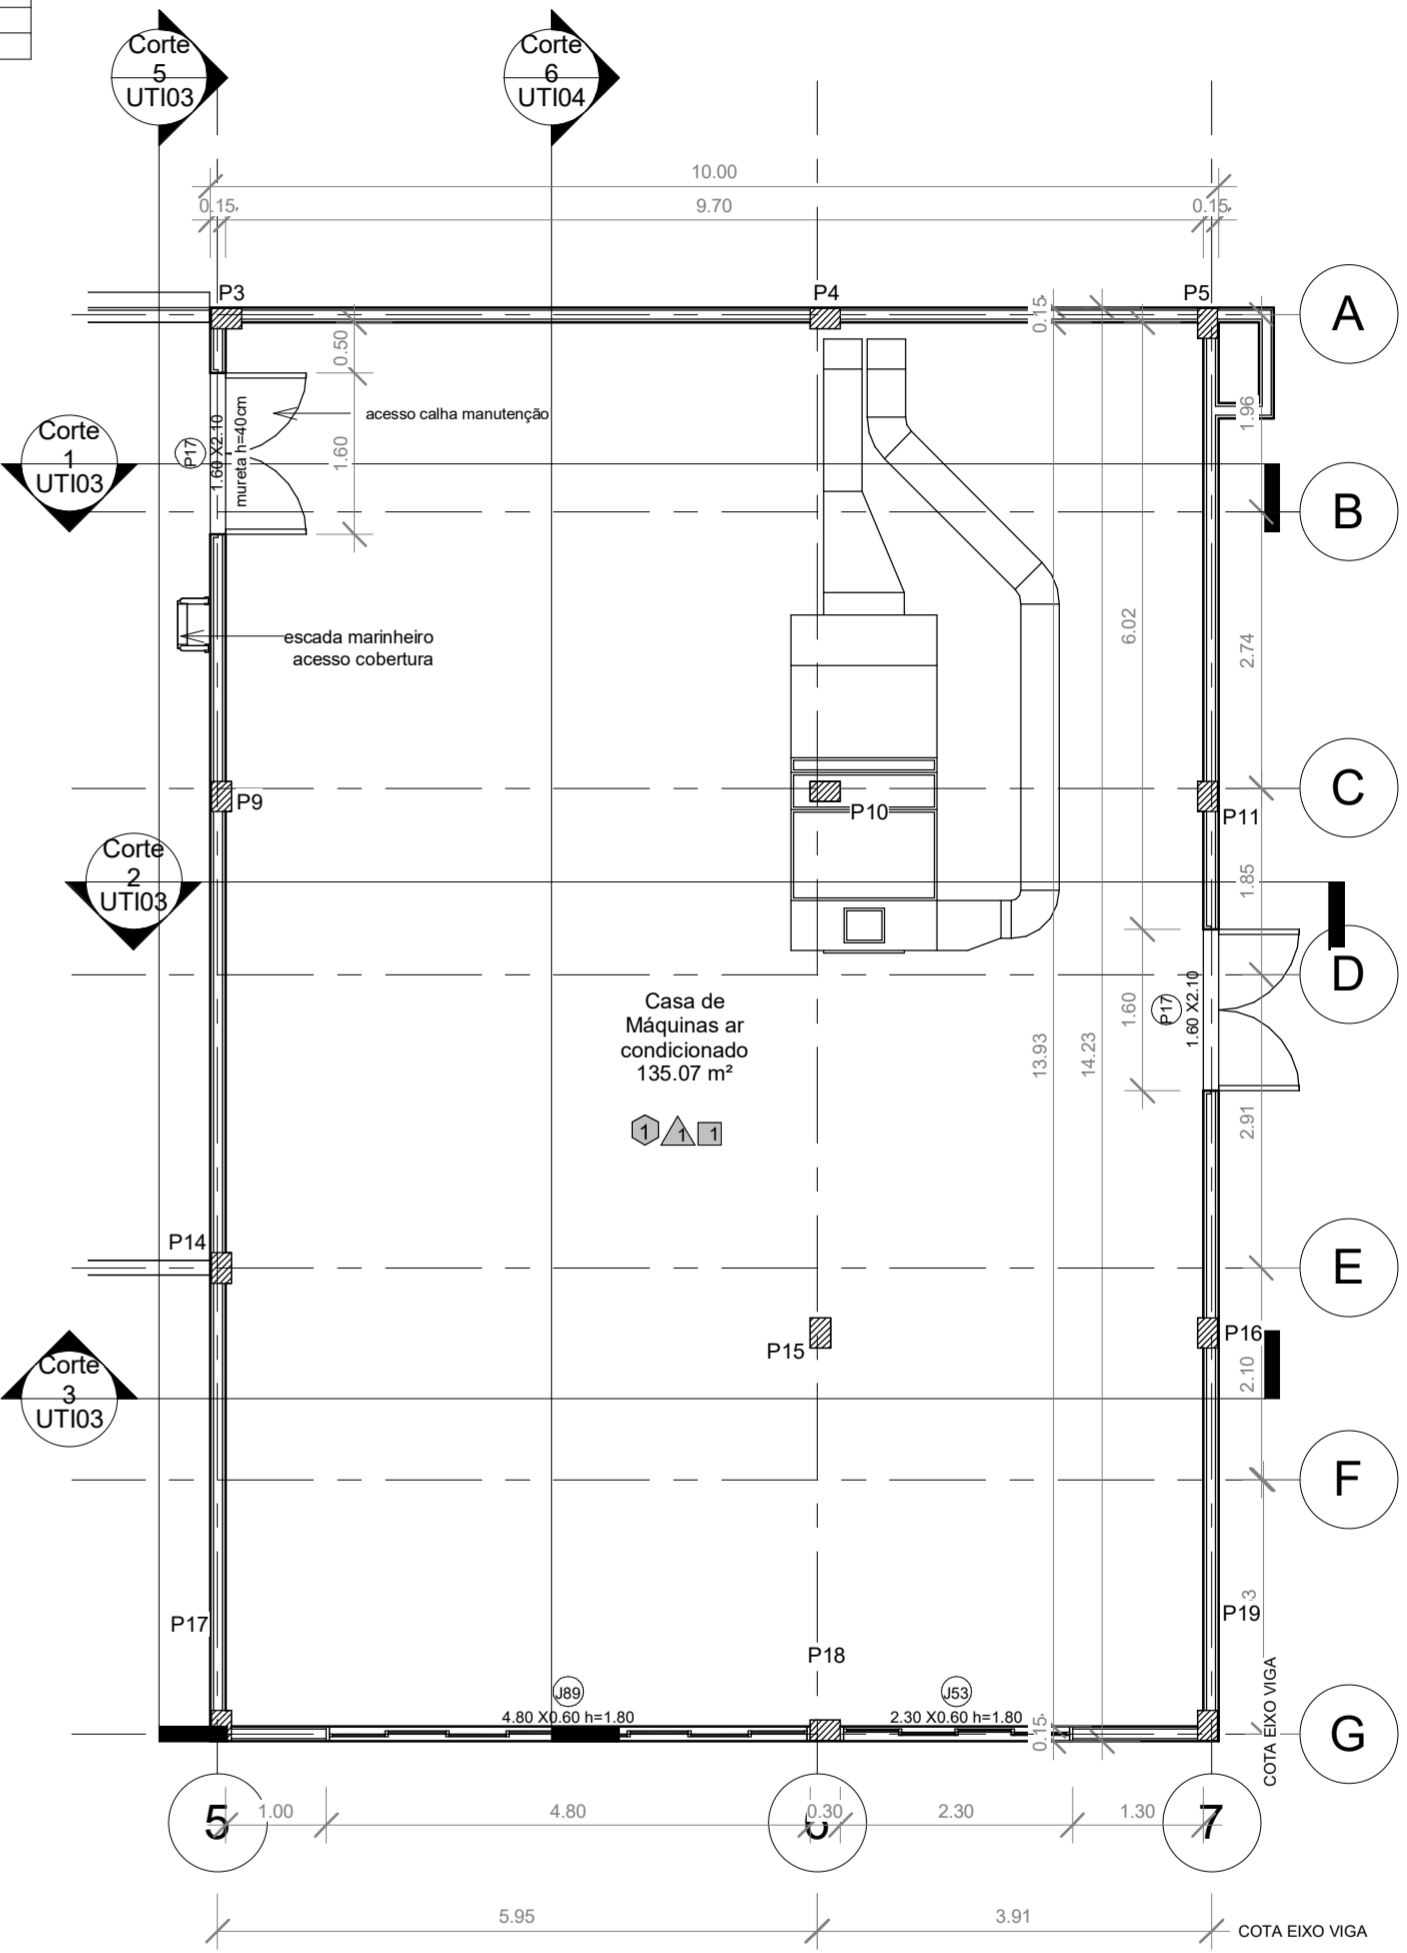 Corte
5
UTI03
Corte
6
UTI04
10.00
0.15
9.70
0.15
P3
P4
P5
A
0.15
0.50
acesso calha manutenção
1.60
P17
1.60 X2.10
mureta h=40cm
Corte
1
UTI03
1.96
B
escada marinheiro
acesso cobertura
6.02
2.74
P9
P10
P11
C
Corte
2
UTI03
1.85
D
Casa de
Máquinas ar
condicionado
135.07 m²
1
1
1
13.93
14.23
1.60
P17
1.60 X2.10
2.91
P14
E
P15
P16
Corte
3
UTI03
2.10
F
P17
P18
P19
3
J89
4.80 X0.60 h=1.80
J53
2.30 X0.60 h=1.80
0.15
COTA EIXO VIGA
G
5
1.00
4.80
0.30
2.30
1.30
7
5.95
3.91
COTA EIXO VIGA